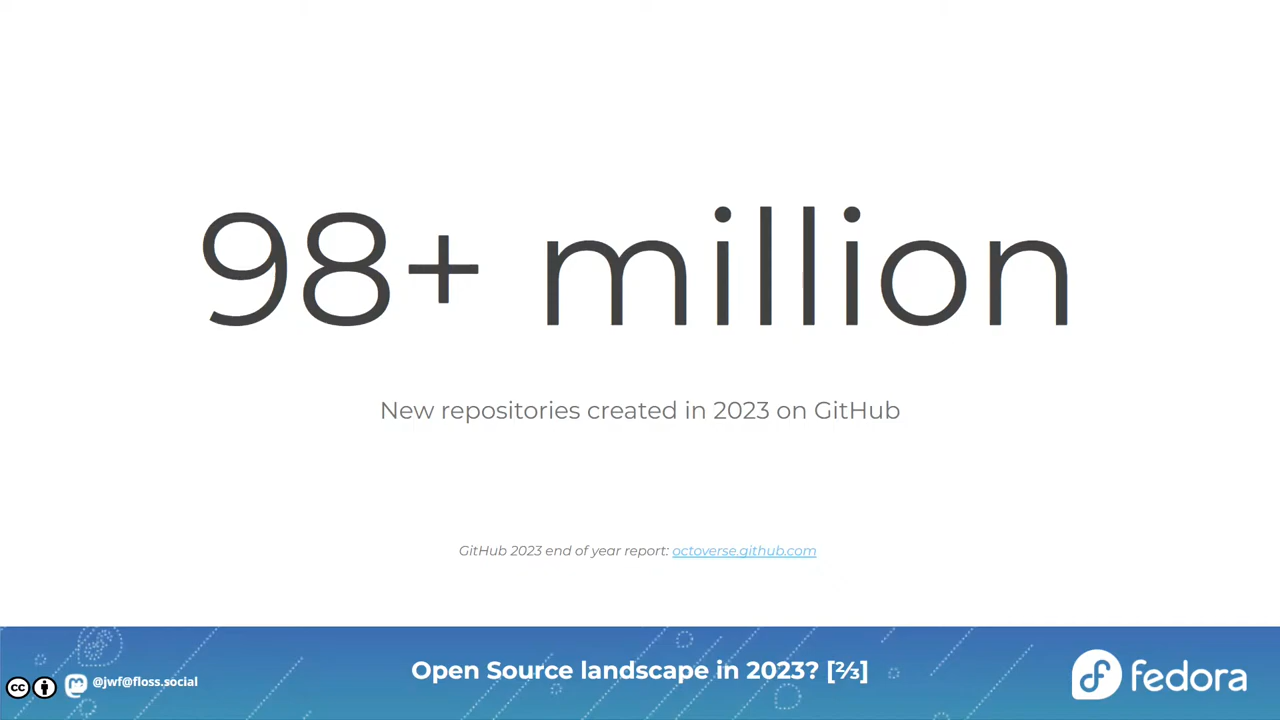 98+ million
New repositories created in 2023 on GitHub
GitHub 2023 end of year report: octoverse.github.com
Open Source landscape in 2023? [⅔]
@jwf@floss.social
fedora